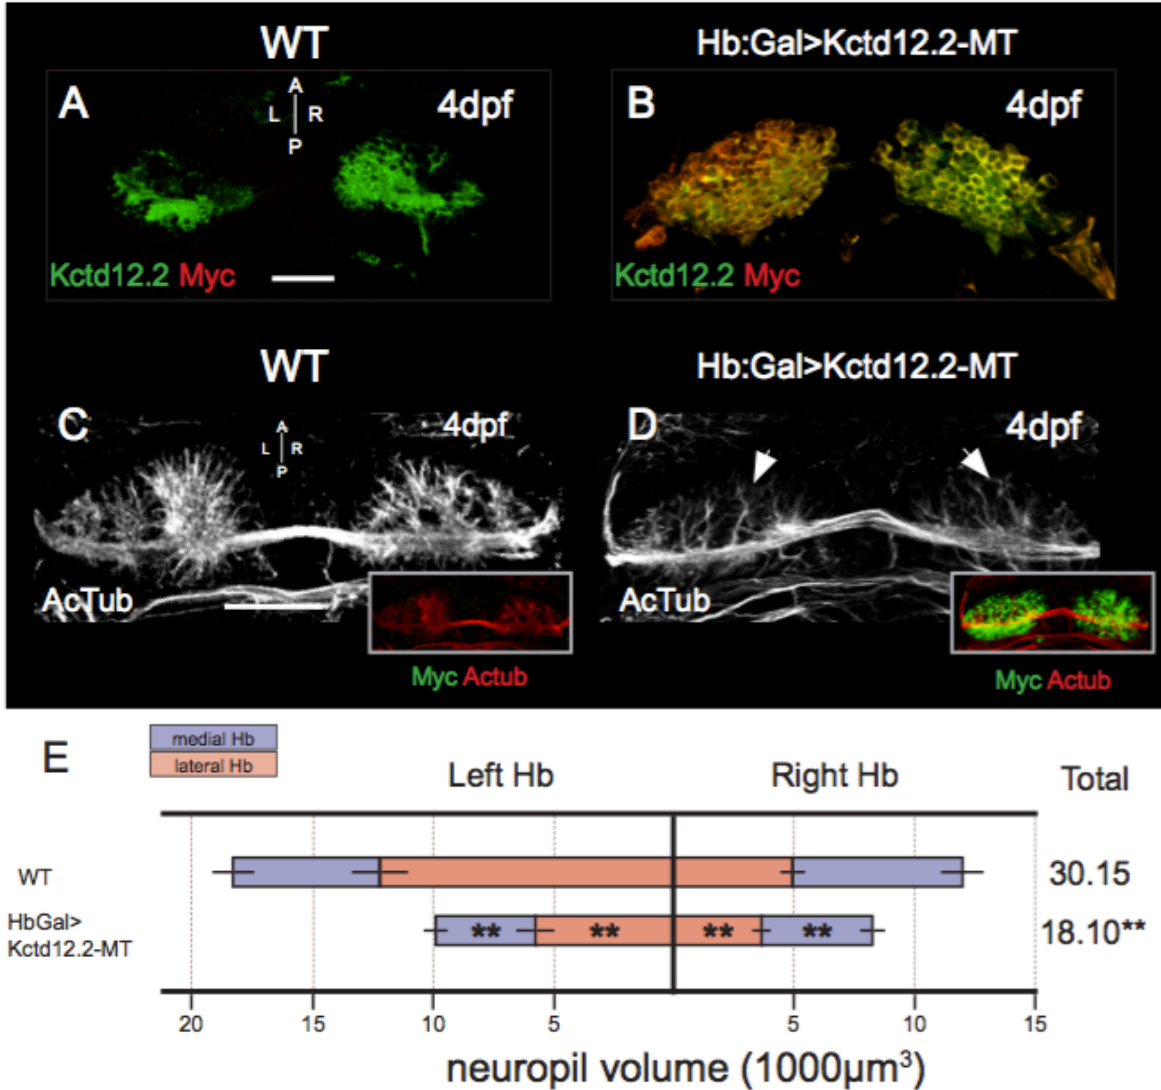 WT
Hb:Gal>Kctd12.2-MT
A
A
L R
P
4dpf
B
4dpf
Kctd12.2 Myc
Kctd12.2 Myc
WT
Hb:Gal>Kctd12.2-MT
C
A
L R
P
4dpf
D
4dpf
AcTub
AcTub
Myc Actub
Myc Actub
E
medial Hb
lateral Hb
Left Hb
Right Hb
Total
WT
30.15
HbGal>
Kctd12.2-MT
** ** ** **
18.10**
20 15 10 5 5 10 15
neuropil volume (1000µm³)